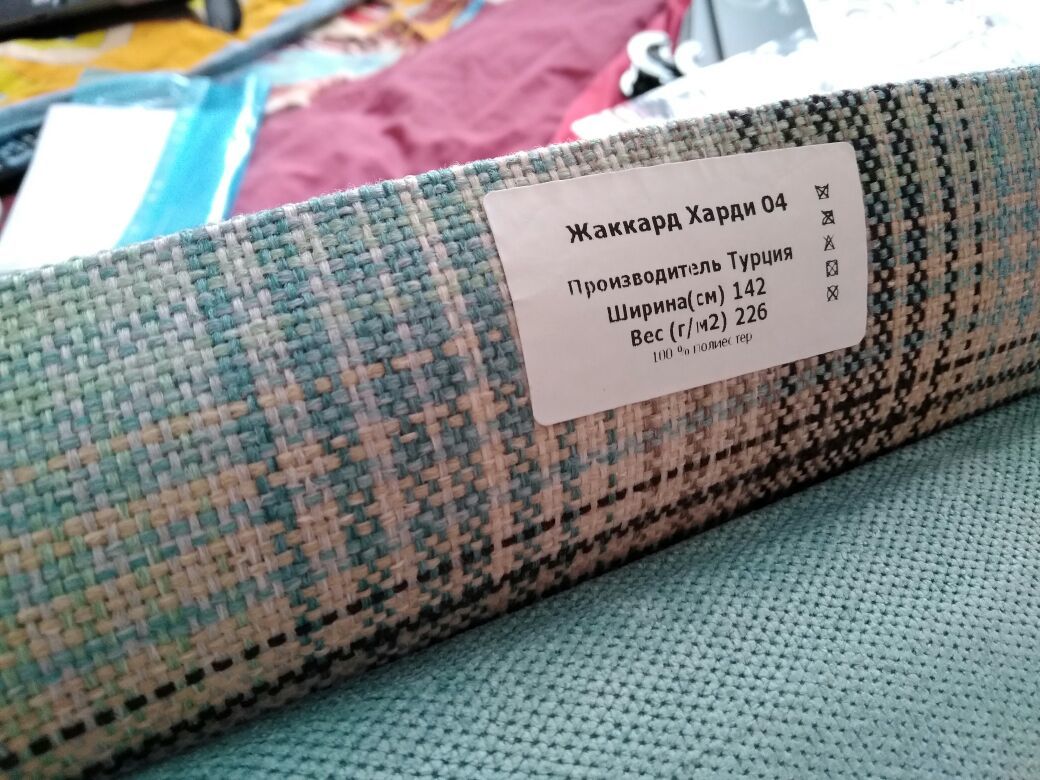 Жаккард Харди 04
Производитель Турция
Ширина(см) 142
Вес (г/м2) 226
100 % полиестер